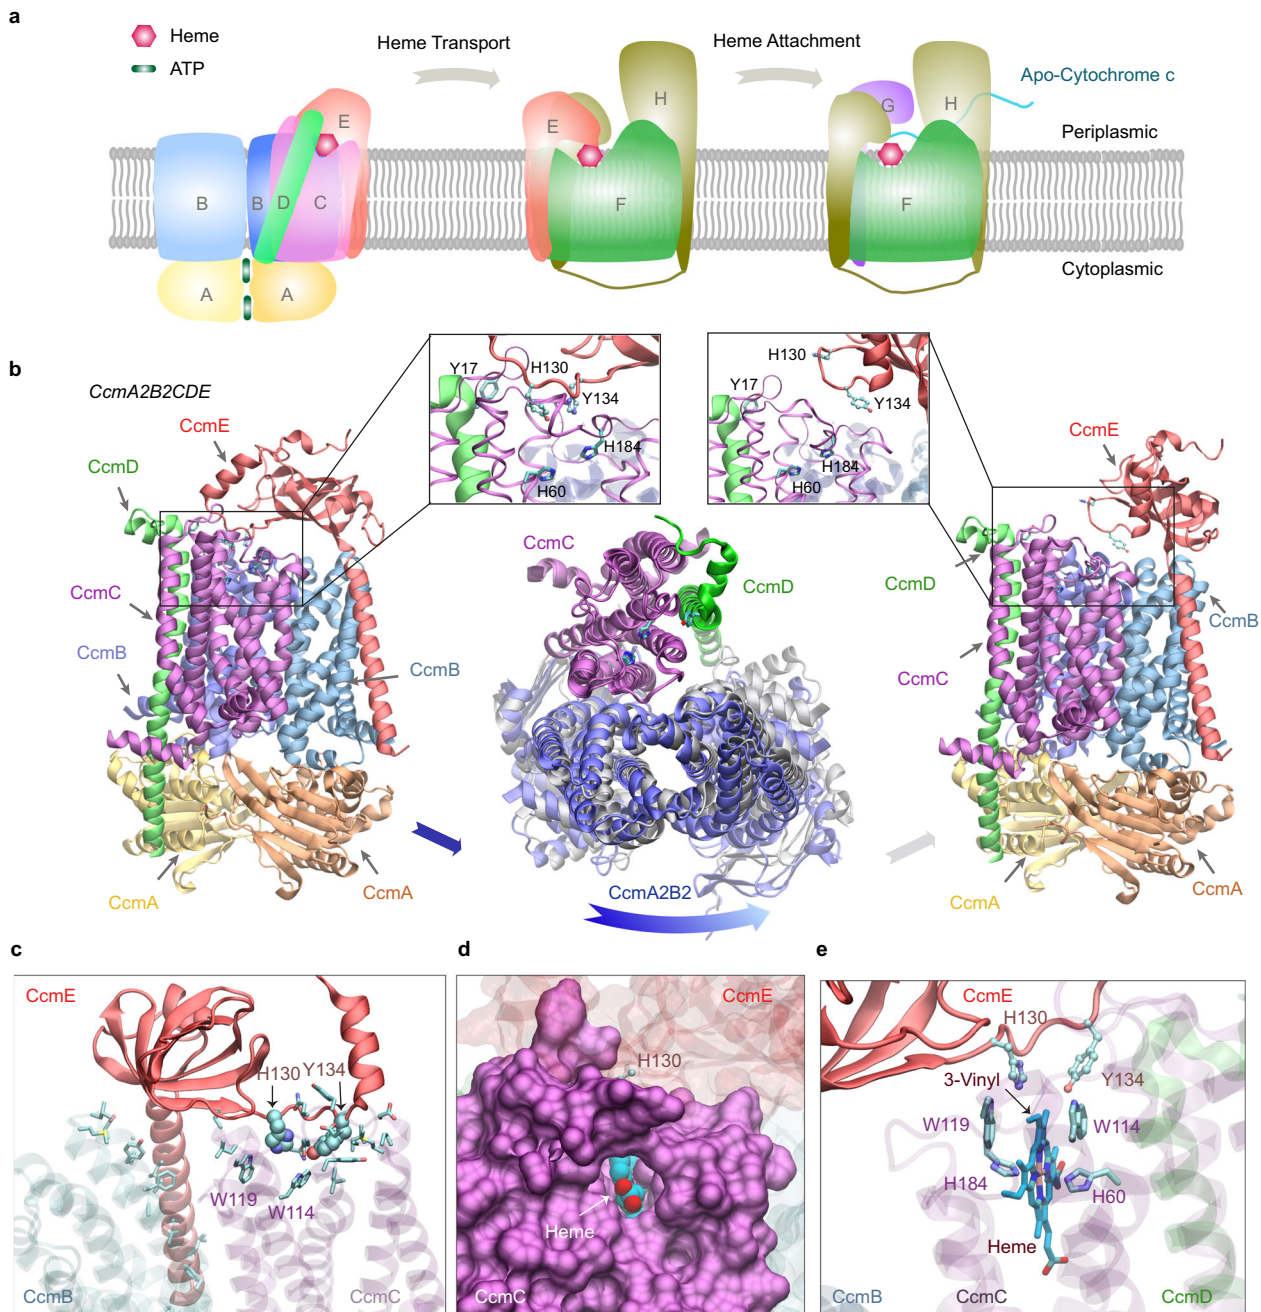 a
Heme
ATP
Heme Transport
Heme Attachment
Apo-Cytochrome c
Periplasmic
Cytoplasmic
E
B
B
D
C
A
A
E
H
F
G
H
F
b
CcmA2B2CDE
CcmE
CcmD
CcmC
CcmB
CcmB
CcmA
CcmA
Y17
H130
Y134
H184
H60
H130
Y17
Y134
H184
H60
CcmC
CcmD
CcmA2B2
CcmE
CcmD
CcmB
CcmC
CcmA
CcmA
c
CcmE
H130
Y134
W119
W114
CcmB
CcmC
d
CcmE
H130
Heme
CcmC
e
CcmE
H130
3-Vinyl
Y134
W119
W114
H184
H60
Heme
CcmB
CcmC
CcmD